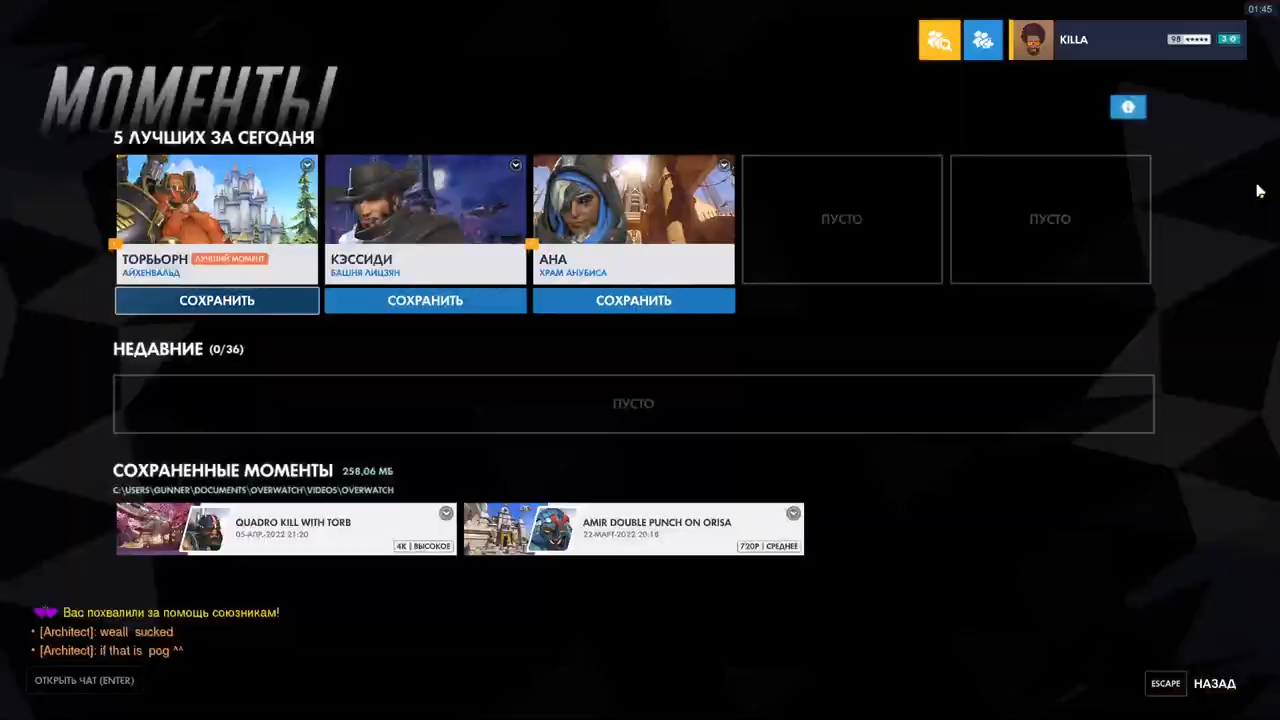 01:45
KILLA
98
3
МОМЕНТЫ
5 ЛУЧШИХ ЗА СЕГОДНЯ
ПУСТО
ПУСТО
ТОРБЬОРН ЛУЧШИЙ МОМЕНТ
АЙХЕНВАЛЬД
КЭССИДИ
БАШНЯ ЛИЦЗЯН
АНА
ХРАМ АНУБИСА
СОХРАНИТЬ
СОХРАНИТЬ
СОХРАНИТЬ
НЕДАВНИЕ (0/36)
ПУСТО
СОХРАНЕННЫЕ МОМЕНТЫ 258,06 МБ
C:\USERS\GUNNER\DOCUMENTS\OVERWATCH\VIDEOS\OVERWATCH
QUADRO KILL WITH TORB
05-АПР.-2022 21:20
4K | ВЫСОКОЕ
AMIR DOUBLE PUNCH ON ORISA
22-МАРТ-2022 20:18
720P | СРЕДНЕЕ
Вас похвалили за помощь союзникам!
• [Architect]: weall sucked
• [Architect]: if that is pog ^^
ОТКРЫТЬ ЧАТ (ENTER)
ESCAPE НАЗАД